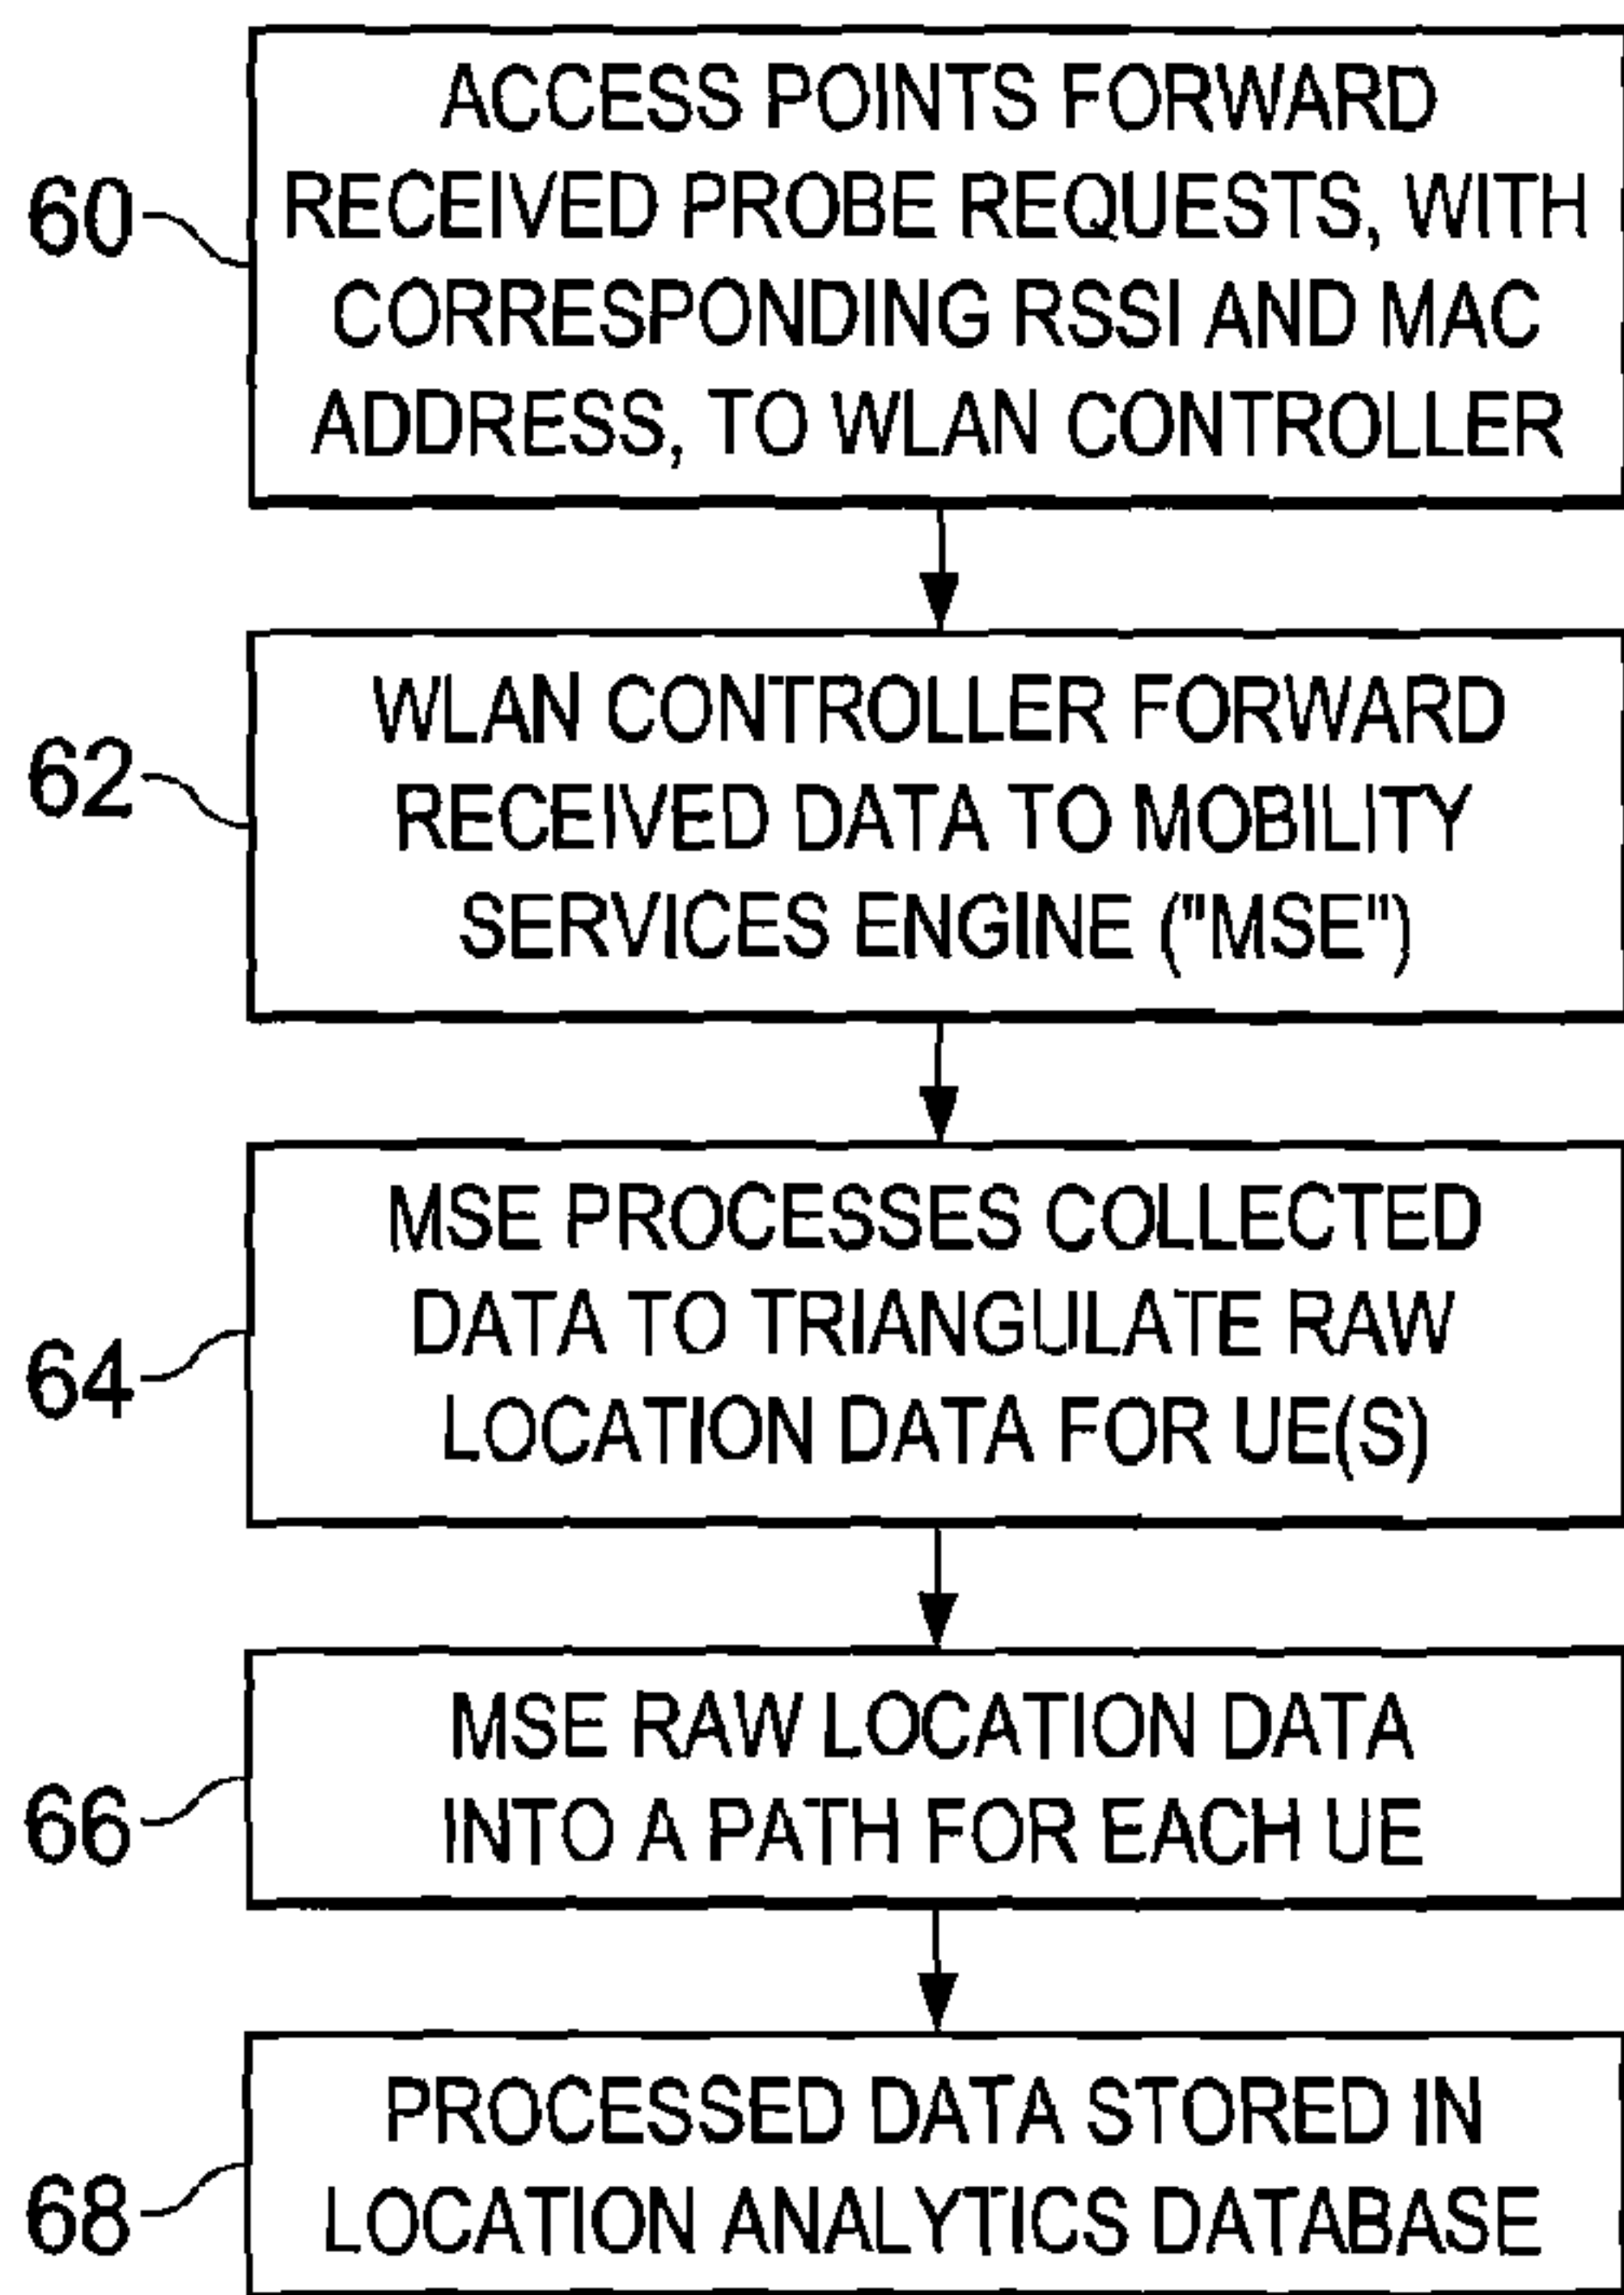 ACCESS POINTS FORWARD
RECEIVED PROBE REQUESTS, WITH
CORRESPONDING RSSI AND MAC
ADDRESS, TO WLAN CONTROLLER
60
WLAN CONTROLLER FORWARD
RECEIVED DATA TO MOBILITY
SERVICES ENGINE ("MSE")
62
MSE PROCESSES COLLECTED
DATA TO TRIANGULATE RAW
LOCATION DATA FOR UE(S)
64
MSE RAW LOCATION DATA
INTO A PATH FOR EACH UE
66
PROCESSED DATA STORED IN
LOCATION ANALYTICS DATABASE
68